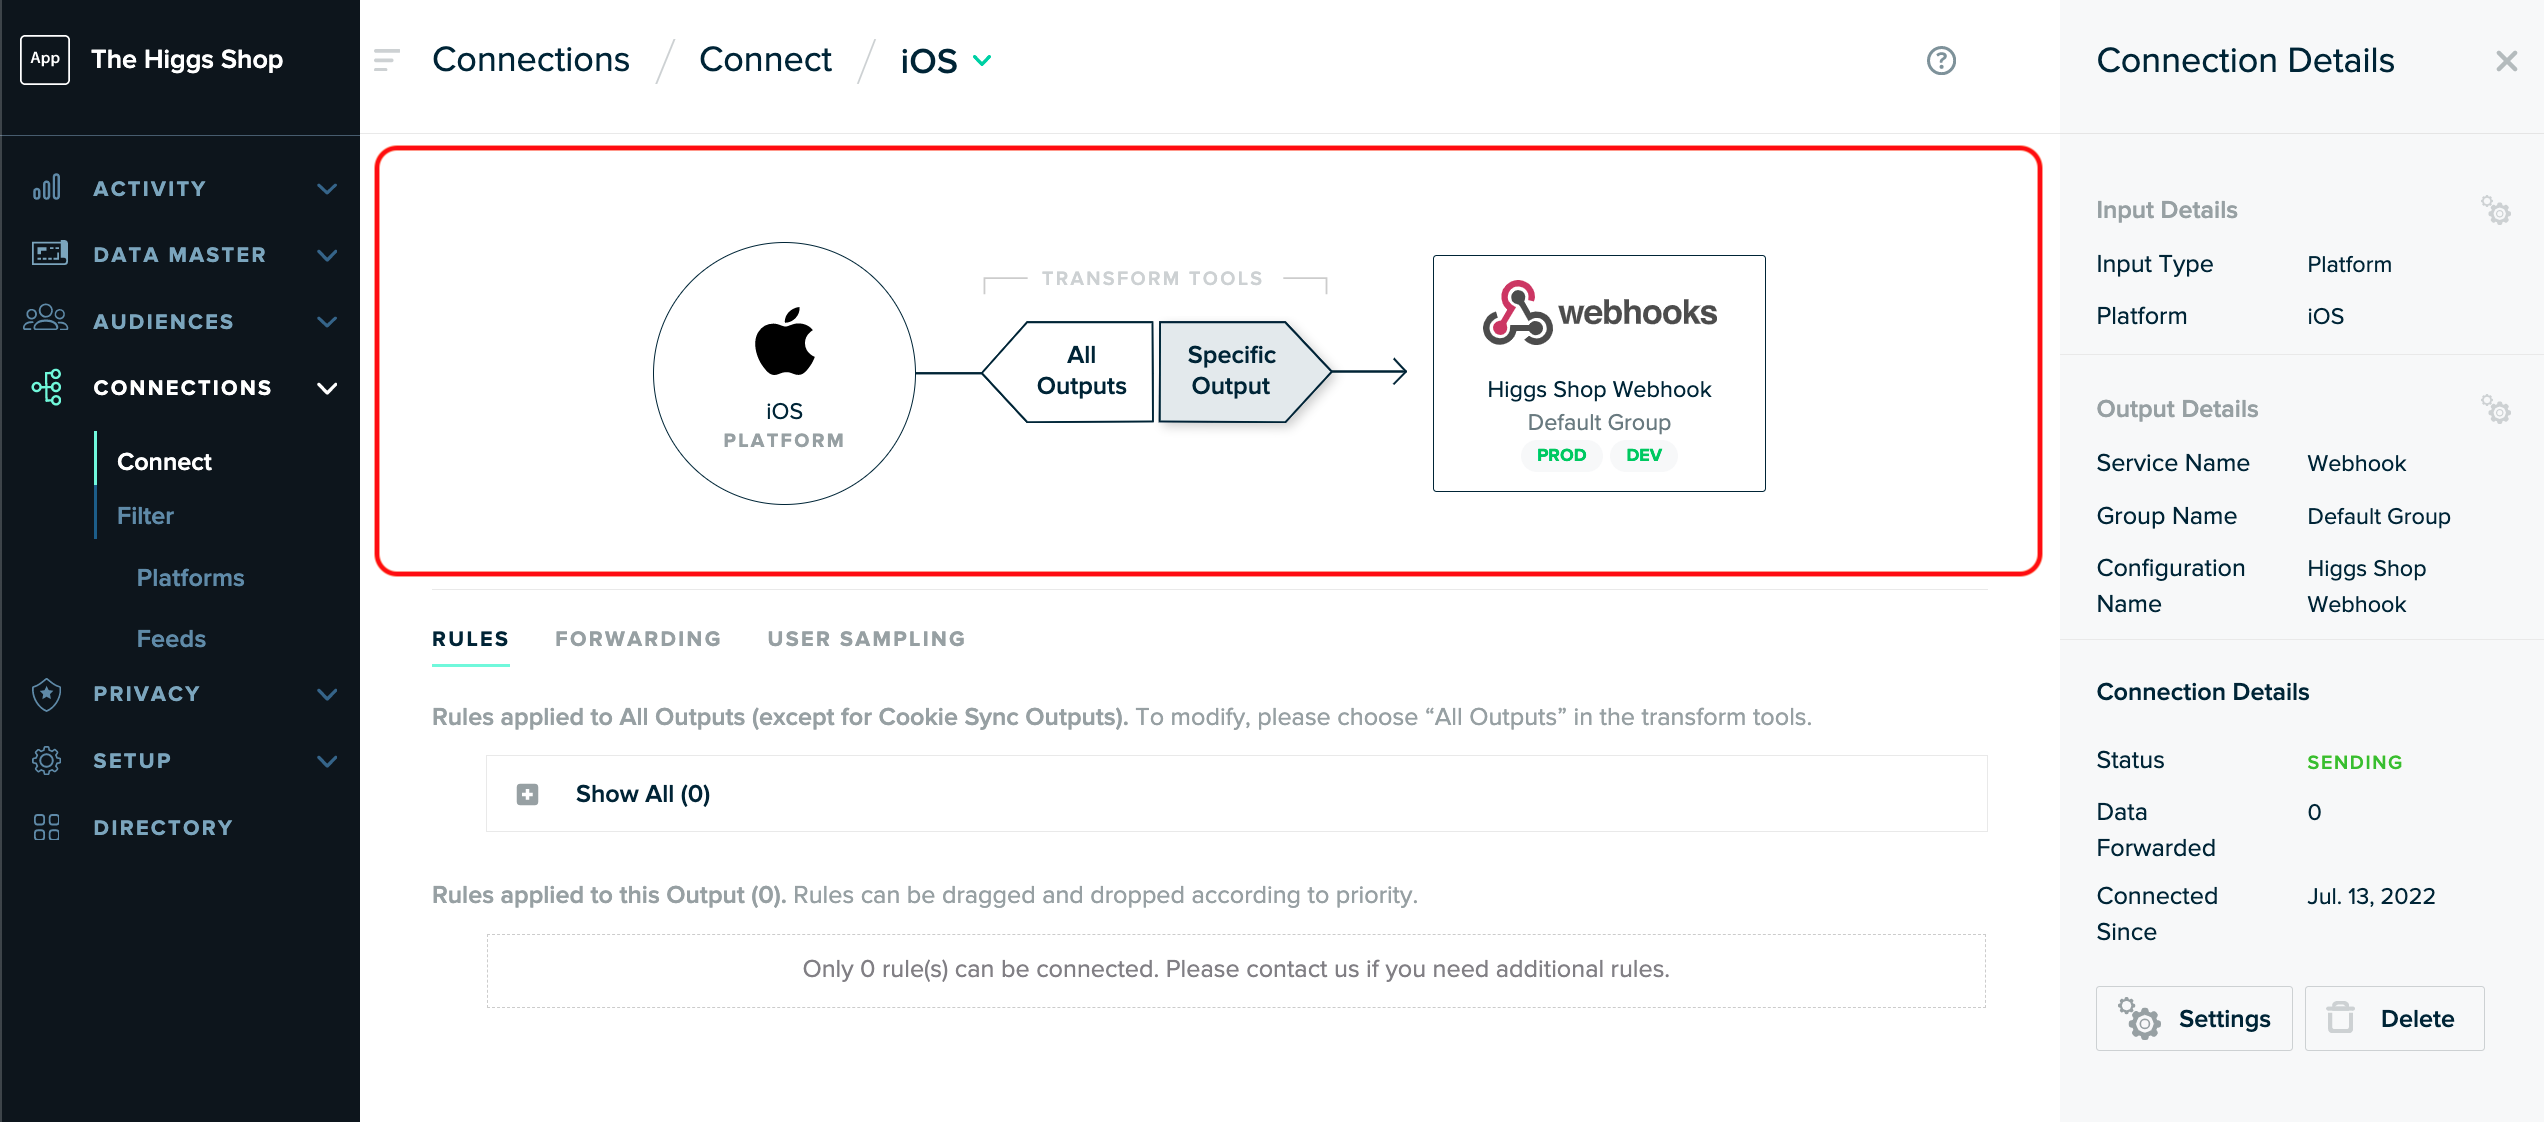 App
The Higgs Shop
ACTIVITY
DATA MASTER
AUDIENCES
CONNECTIONS
Connect
Filter
Platforms
Feeds
PRIVACY
SETUP
DIRECTORY
Connections / Connect / iOS
?
iOS
PLATFORM
TRANSFORM TOOLS
All
Outputs
Specific
Output
webhooks
Higgs Shop Webhook
Default Group
PROD DEV
RULES FORWARDING USER SAMPLING
Rules applied to All Outputs (except for Cookie Sync Outputs). To modify, please choose “All Outputs” in the transform tools.
Show All (0)
Rules applied to this Output (0). Rules can be dragged and dropped according to priority.
Only 0 rule(s) can be connected. Please contact us if you need additional rules.
Connection Details
Input Details
Input Type Platform
Platform iOS
Output Details
Service Name Webhook
Group Name Default Group
Configuration Higgs Shop
Name Webhook
Connection Details
Status SENDING
Data 0
Forwarded
Connected Jul. 13, 2022
Since
Settings Delete